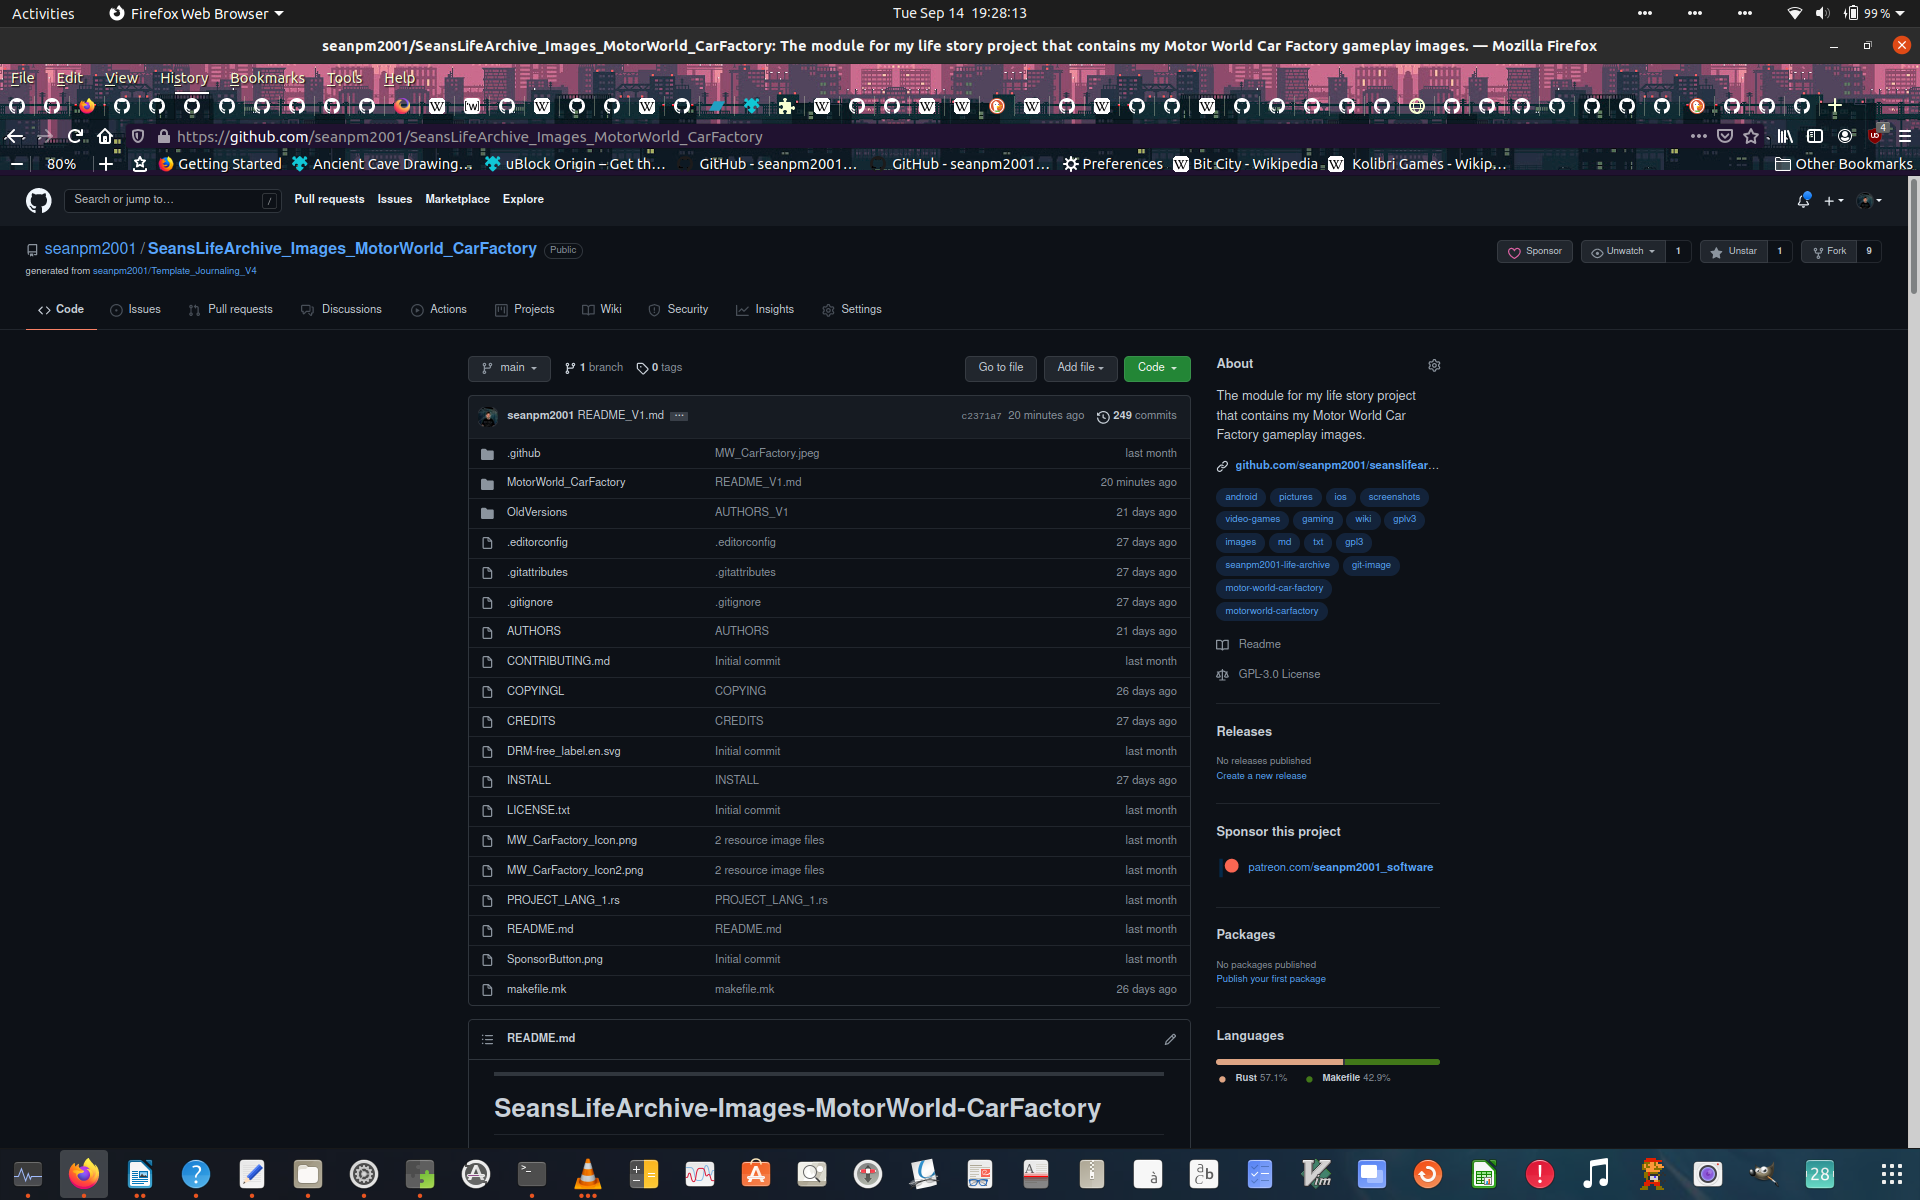 Activities Firefox Web Browser Tue Sep 14 19:28:13 99 %
seanpm2001/SeansLifeArchive_Images_MotorWorld_CarFactory: The module for my life story project that contains my Motor World Car Factory gameplay images. — Mozilla Firefox
File Edit View History Bookmarks Tools Help
https://github.com/seanpm2001/SeansLifeArchive_Images_MotorWorld_CarFactory 4
80% Getting Started Ancient Cave Drawing… uBlock Origin – Get th… GitHub - seanpm2001… GitHub - seanpm2001… Preferences Bit City - Wikipedia Kolibri Games - Wikip… Other Bookmarks
Search or jump to… / Pull requests Issues Marketplace Explore
seanpm2001 / SeansLifeArchive_Images_MotorWorld_CarFactory Public Sponsor Unwatch 1 Unstar 1 Fork 9
generated from seanpm2001/Template_Journaling_V4
Code Issues Pull requests Discussions Actions Projects Wiki Security Insights Settings
main 1 branch 0 tags Go to file Add file Code
seanpm2001 README_V1.md ··· c2371a7 20 minutes ago 249 commits
.github MW_CarFactory.jpeg last month
MotorWorld_CarFactory README_V1.md 20 minutes ago
OldVersions AUTHORS_V1 21 days ago
.editorconfig .editorconfig 27 days ago
.gitattributes .gitattributes 27 days ago
.gitignore .gitignore 27 days ago
AUTHORS AUTHORS 21 days ago
CONTRIBUTING.md Initial commit last month
COPYINGL COPYING 26 days ago
CREDITS CREDITS 27 days ago
DRM-free_label.en.svg Initial commit last month
INSTALL INSTALL 27 days ago
LICENSE.txt Initial commit last month
MW_CarFactory_Icon.png 2 resource image files last month
MW_CarFactory_Icon2.png 2 resource image files last month
PROJECT_LANG_1.rs PROJECT_LANG_1.rs last month
README.md README.md last month
SponsorButton.png Initial commit last month
makefile.mk makefile.mk 26 days ago
README.md
SeansLifeArchive-Images-MotorWorld-CarFactory
About
The module for my life story project
that contains my Motor World Car
Factory gameplay images.
github.com/seanpm2001/seanslifear…
android pictures ios screenshots
video-games gaming wiki gplv3
images md txt gpl3
seanpm2001-life-archive git-image
motor-world-car-factory
motorworld-carfactory
Readme
GPL-3.0 License
Releases
No releases published
Create a new release
Sponsor this project
patreon.com/seanpm2001_software
Packages
No packages published
Publish your first package
Languages
Rust 57.1% Makefile 42.9%
28